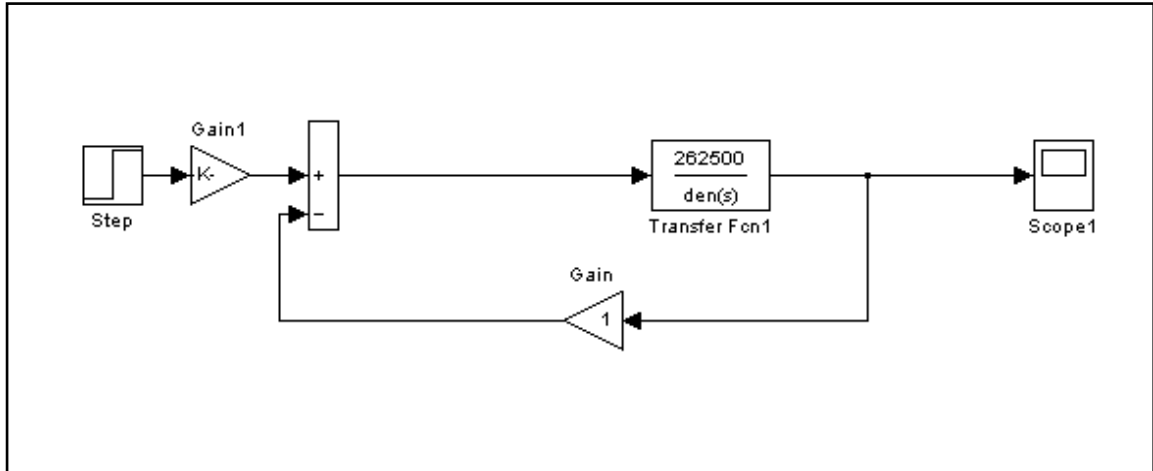 Step
Gain1
K-
+
−
262500
den(s)
Transfer Fcn1
Scope1
Gain
1